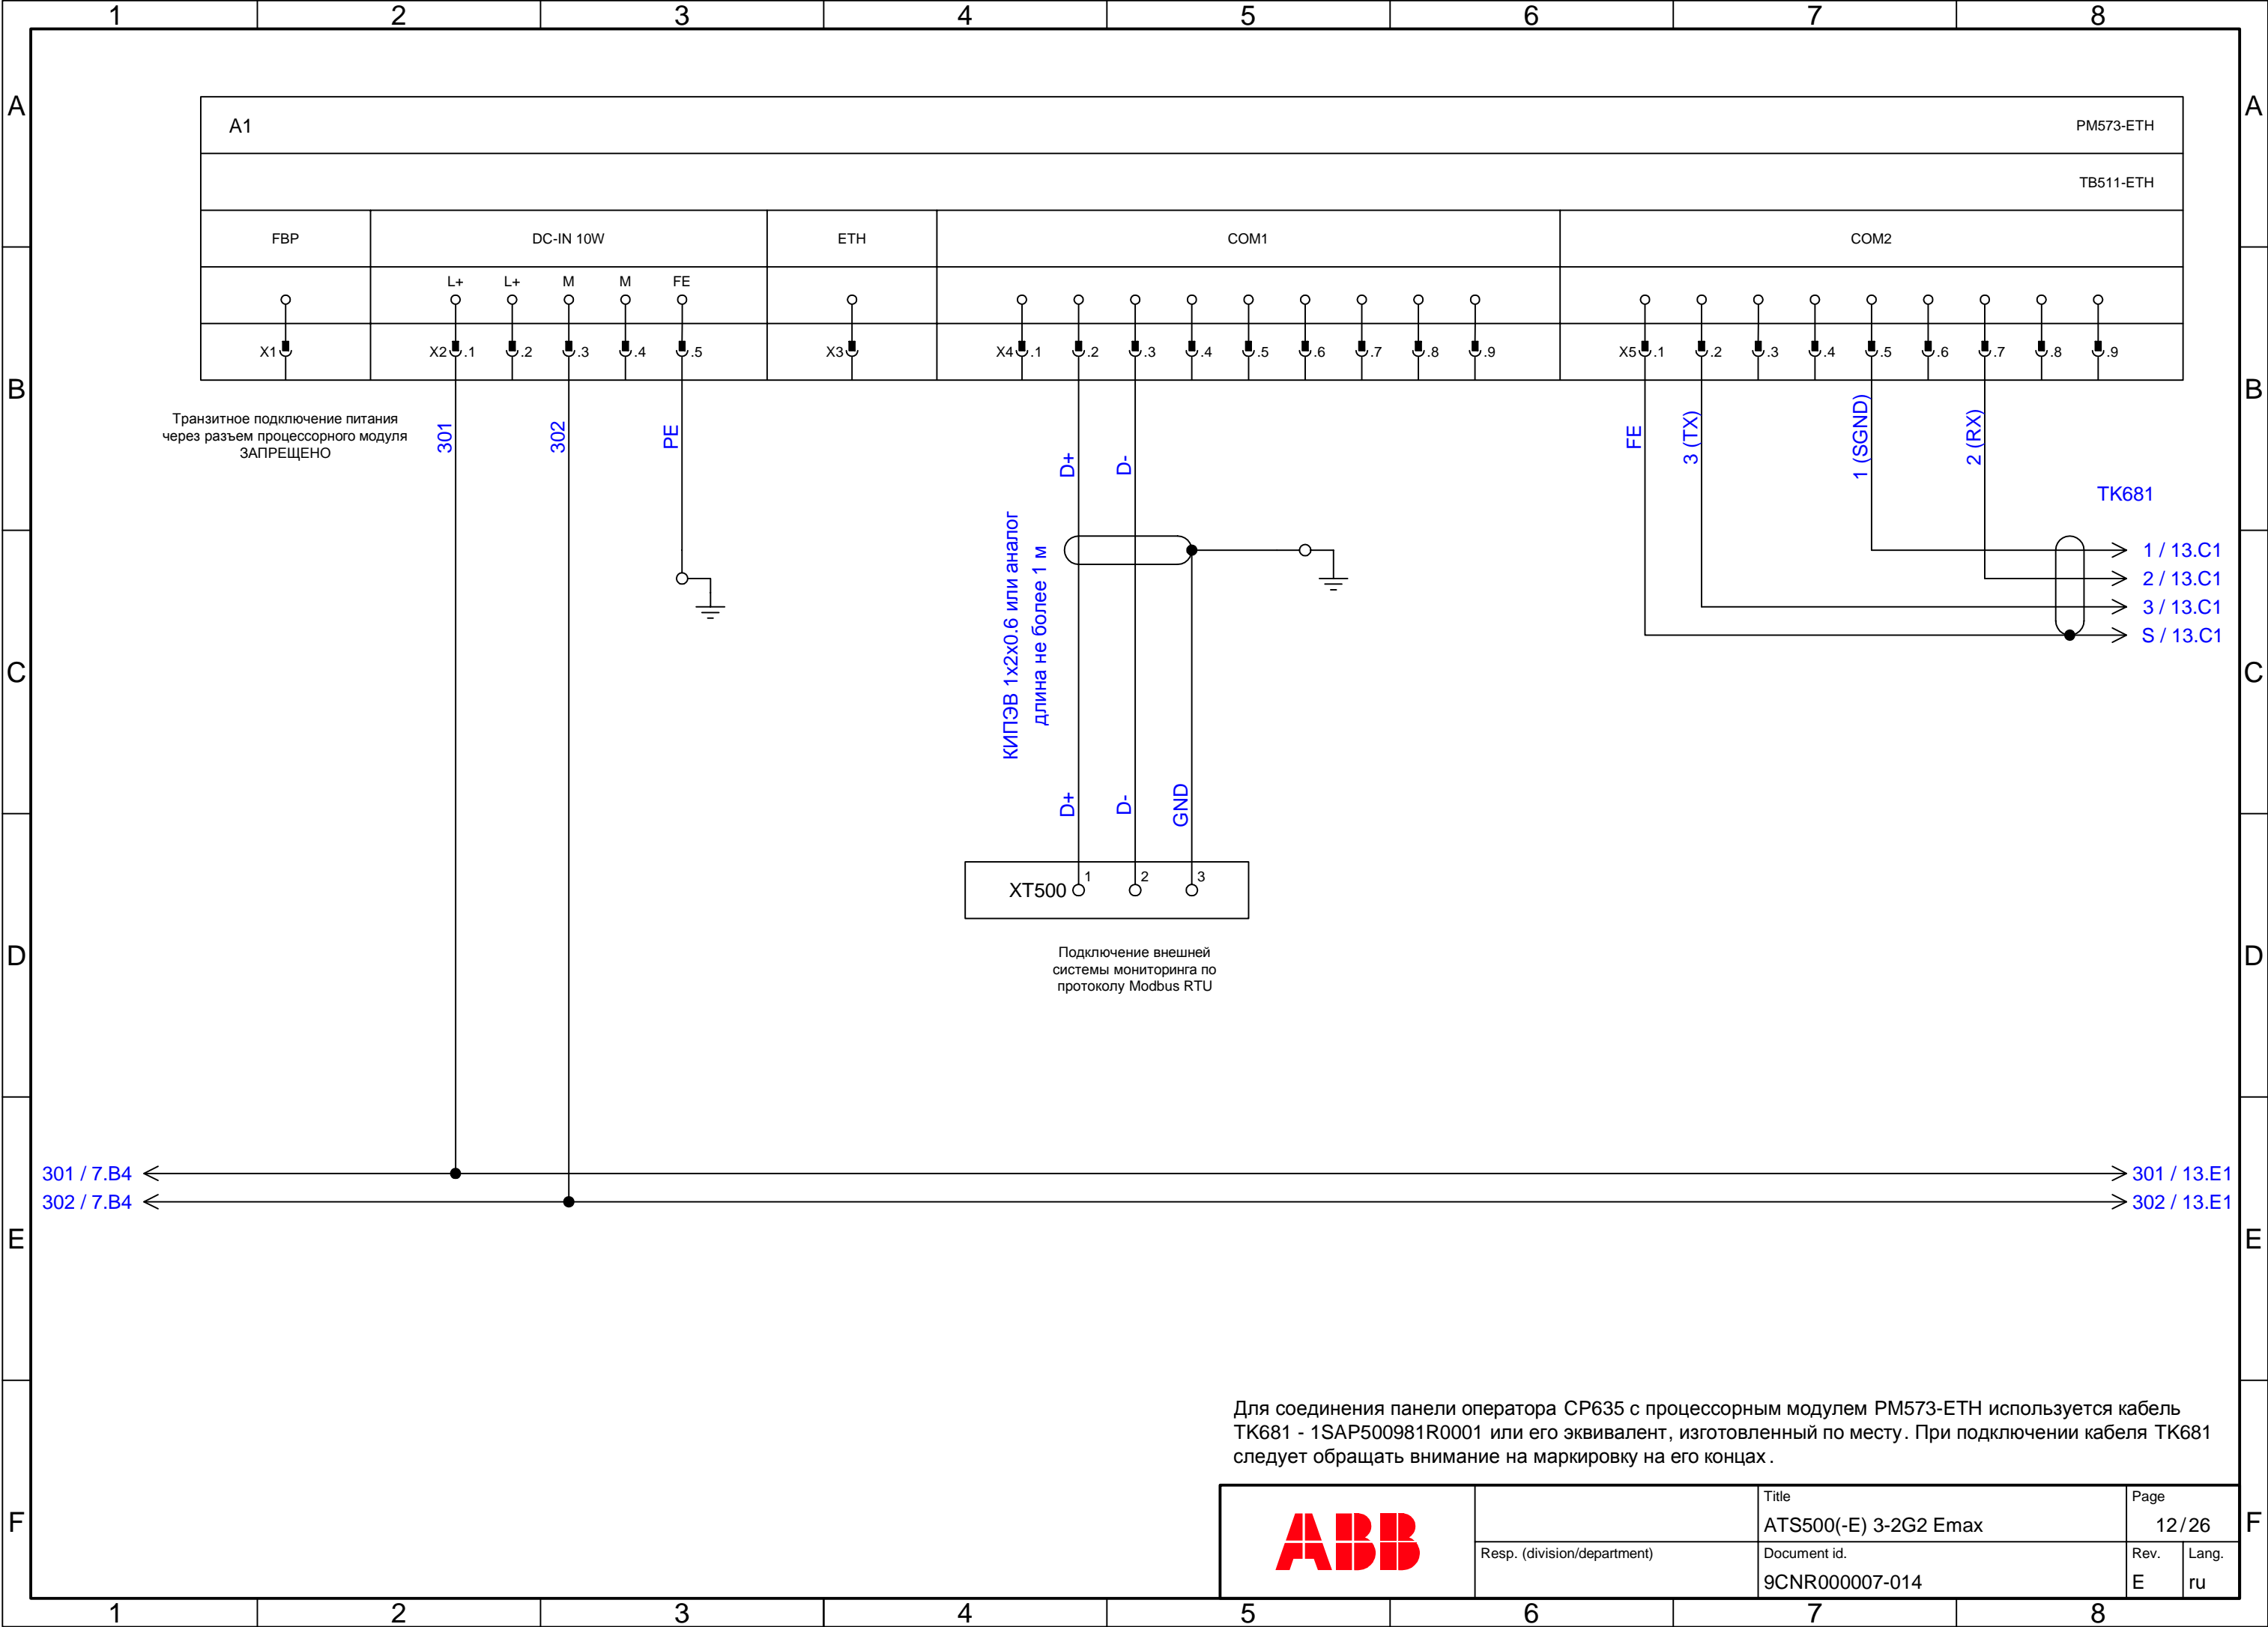 1 2 3 4 5 6 7 8
A A
A1 PM573-ETH
TB511-ETH
FBP DC-IN 10W ETH COM1 COM2
B B
L+ L+ M M FE
X1 X2 .1 .2 .3 .4 .5 X3 X4 .1 .2 .3 .4 .5 .6 .7 .8 .9 X5 .1 .2 .3 .4 .5 .6 .7 .8 .9
Транзитное подключение питания
через разъем процессорного модуля
ЗАПРЕЩЕНО
301
302
PE
D+
D-
FE
3 (TX)
1 (SGND)
2 (RX)
TK681
1 / 13.C1
2 / 13.C1
3 / 13.C1
S / 13.C1
КИПЭВ 1x2x0.6 или аналог
длина не более 1 м
C C
D+
D-
GND
XT500 1 2 3
Подключение внешней
системы мониторинга по
протоколу Modbus RTU
D D
301 / 7.B4 301 / 13.E1
302 / 7.B4 302 / 13.E1
E E
Для соединения панели оператора CP635 с процессорным модулем PM573-ETH используется кабель
TK681 - 1SAP500981R0001 или его эквивалент, изготовленный по месту. При подключении кабеля TK681
следует обращать внимание на маркировку на его концах.
F F
ABB
Title
ATS500(-E) 3-2G2 Emax
Page
12/26
Resp. (division/department)
Document id.
9CNR000007-014
Rev.
E
Lang.
ru
1 2 3 4 5 6 7 8